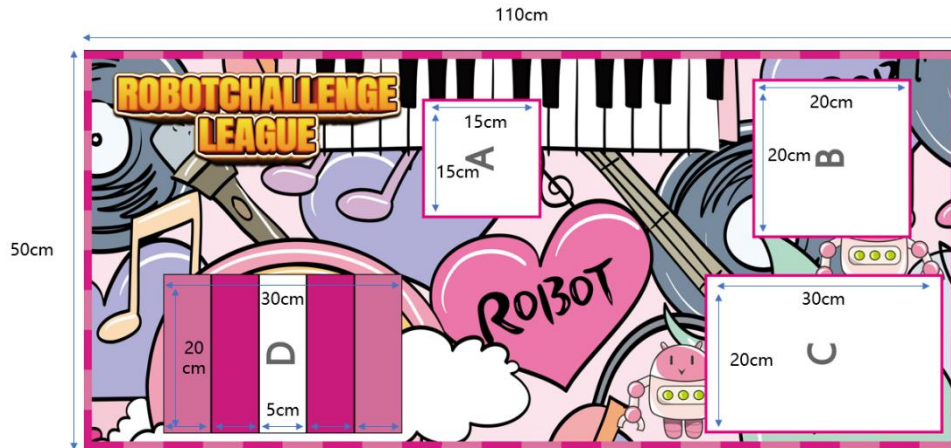 110cm
ROBOTCHALLENGE
LEAGUE
15cm
15cm
A
20cm
20cm
B
50cm
ROBOT
30cm
20
cm
D
5cm
30cm
20cm
C